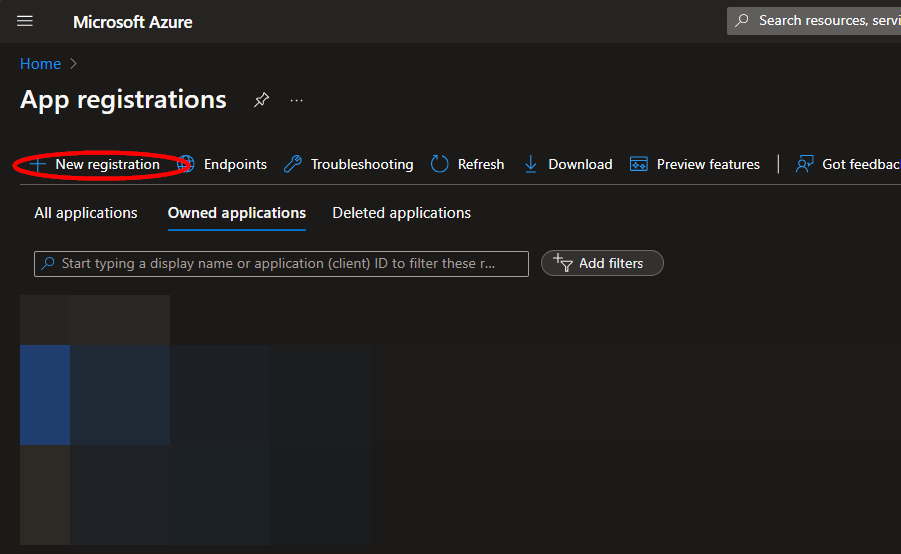 Microsoft Azure
Search resources, servi
Home
App registrations
New registration Endpoints Troubleshooting Refresh Download Preview features Got feedbac
All applications Owned applications Deleted applications
Start typing a display name or application (client) ID to filter these r... Add filters